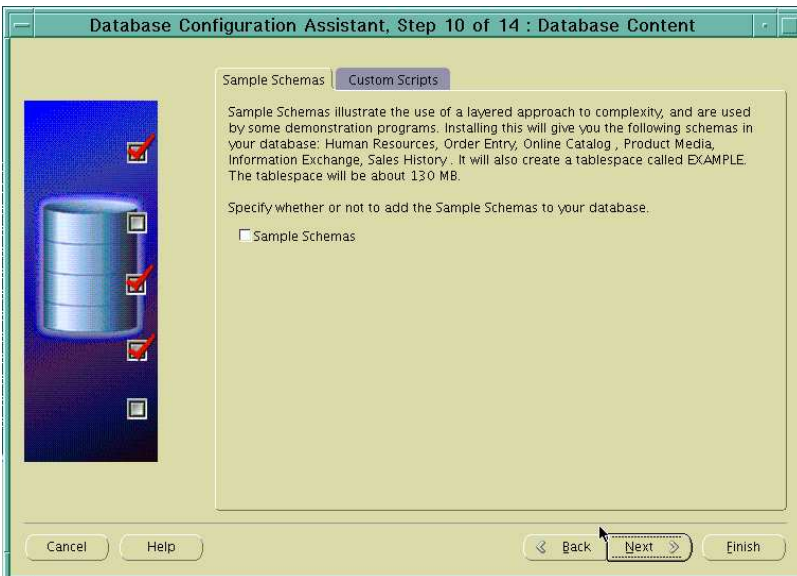 Database Configuration Assistant, Step 10 of 14 : Database Content
Sample Schemas
Custom Scripts
Sample Schemas illustrate the use of a layered approach to complexity, and are used
by some demonstration programs. Installing this will give you the following schemas in
your database: Human Resources, Order Entry, Online Catalog , Product Media,
Information Exchange, Sales History . It will also create a tablespace called EXAMPLE.
The tablespace will be about 130 MB.
Specify whether or not to add the Sample Schemas to your database.
Sample Schemas
Cancel
Help
Back
Next
Finish